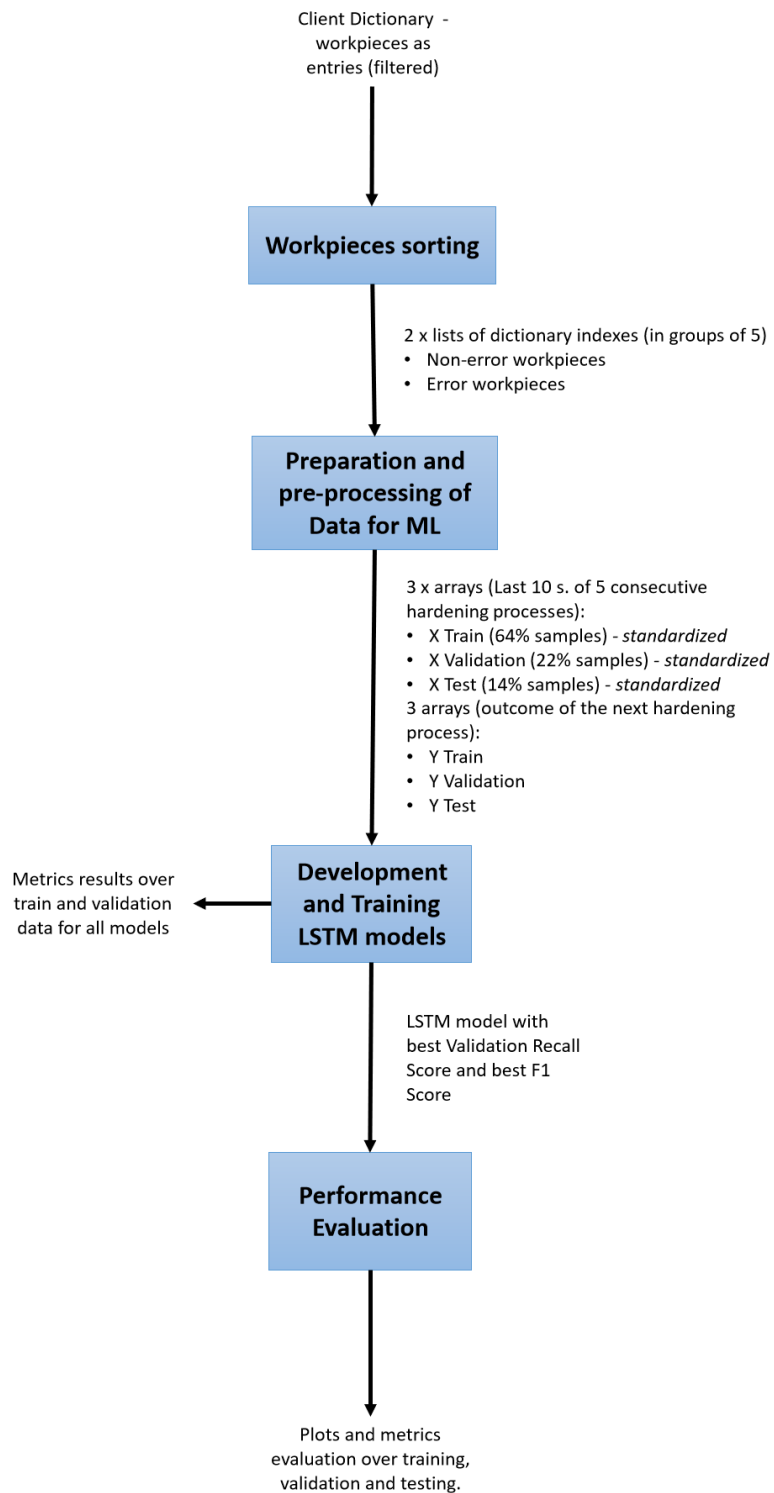 Client Dictionary -
workpieces as
entries (filtered)
Workpieces sorting
2 x lists of dictionary indexes (in groups of 5)
• Non-error workpieces
• Error workpieces
Preparation and
pre-processing of
Data for ML
3 x arrays (Last 10 s. of 5 consecutive
hardening processes):
• X Train (64% samples) - standardized
• X Validation (22% samples) - standardized
• X Test (14% samples) - standardized
3 arrays (outcome of the next hardening
process):
• Y Train
• Y Validation
• Y Test
Development
and Training
LSTM models
Metrics results over
train and validation
data for all models
LSTM model with
best Validation Recall
Score and best F1
Score
Performance
Evaluation
Plots and metrics
evaluation over training,
validation and testing.